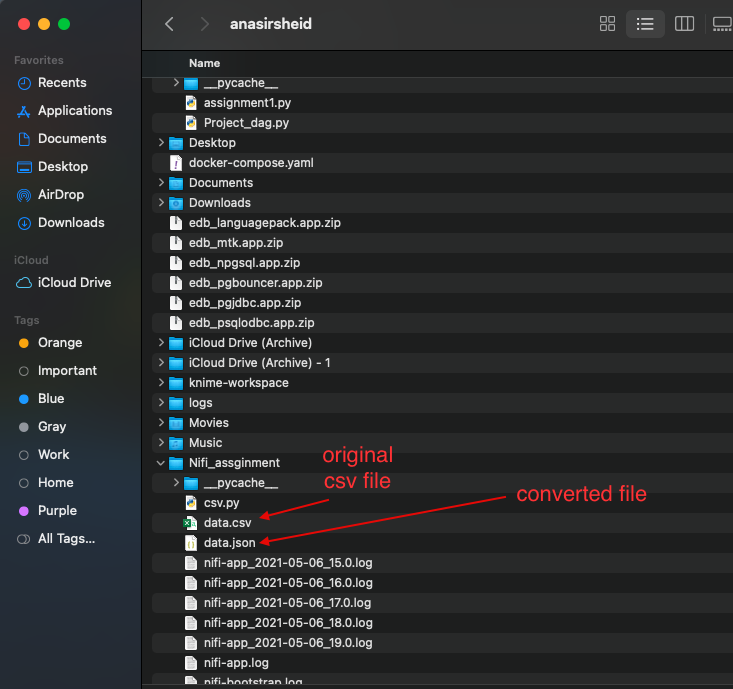 anasirsheid
Favorites
Recents
Applications
Documents
Desktop
AirDrop
Downloads
iCloud
iCloud Drive
Tags
Orange
Important
Blue
Gray
Work
Home
Purple
All Tags...
Name
__pycache__
assignment1.py
Project_dag.py
Desktop
docker-compose.yaml
Documents
Downloads
edb_languagepack.app.zip
edb_mtk.app.zip
edb_npgsql.app.zip
edb_pgbouncer.app.zip
edb_pgjdbc.app.zip
edb_psqlodbc.app.zip
iCloud Drive (Archive)
iCloud Drive (Archive) - 1
knime-workspace
logs
Movies
Music
Nifi_assginment
__pycache__
csv.py
data.csv
data.json
nifi-app_2021-05-06_15.0.log
nifi-app_2021-05-06_16.0.log
nifi-app_2021-05-06_17.0.log
nifi-app_2021-05-06_18.0.log
nifi-app_2021-05-06_19.0.log
nifi-app.log
nifi-bootstrap.log
original
csv file
converted file